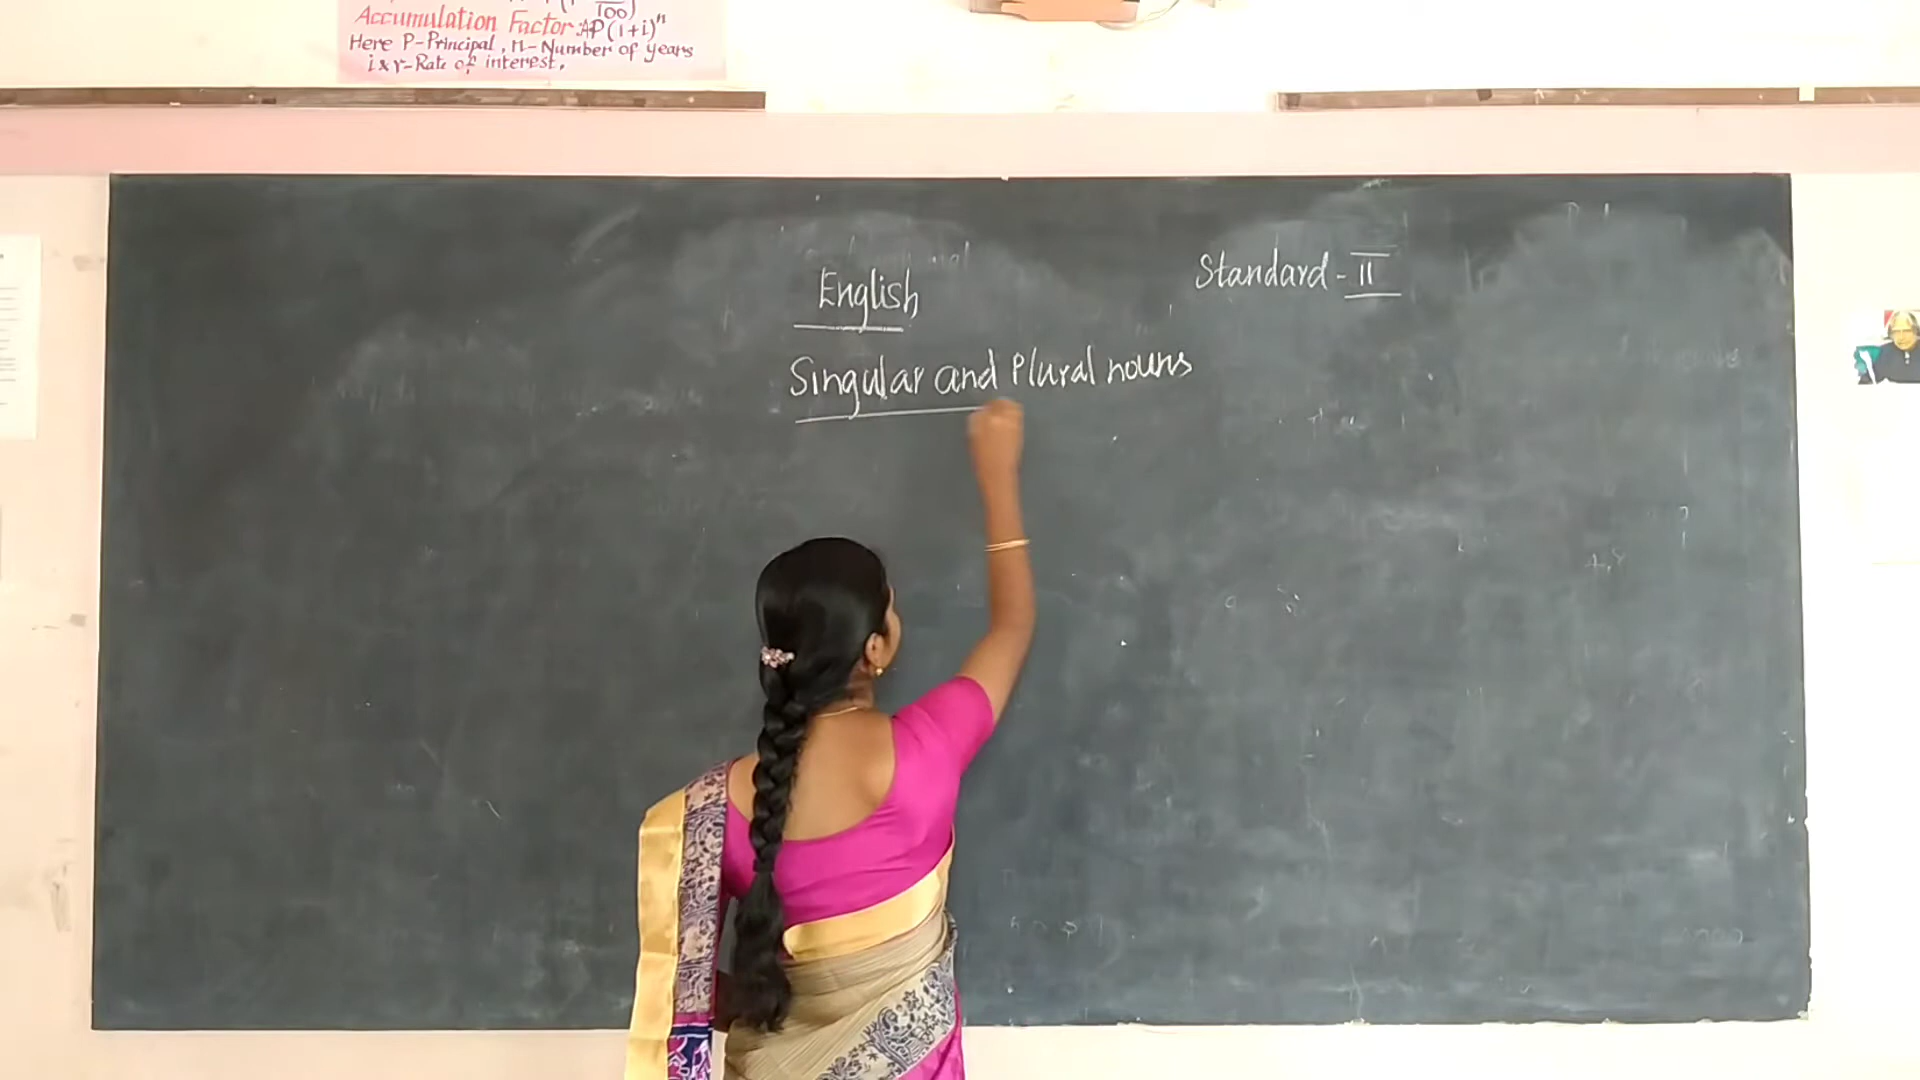 100
Accumulation Factor:AP(1+i)ⁿ
Here P-Principal, n-Number of years
i&r-Rate of interest.
English
Standard - II
Singular and Plural nouns